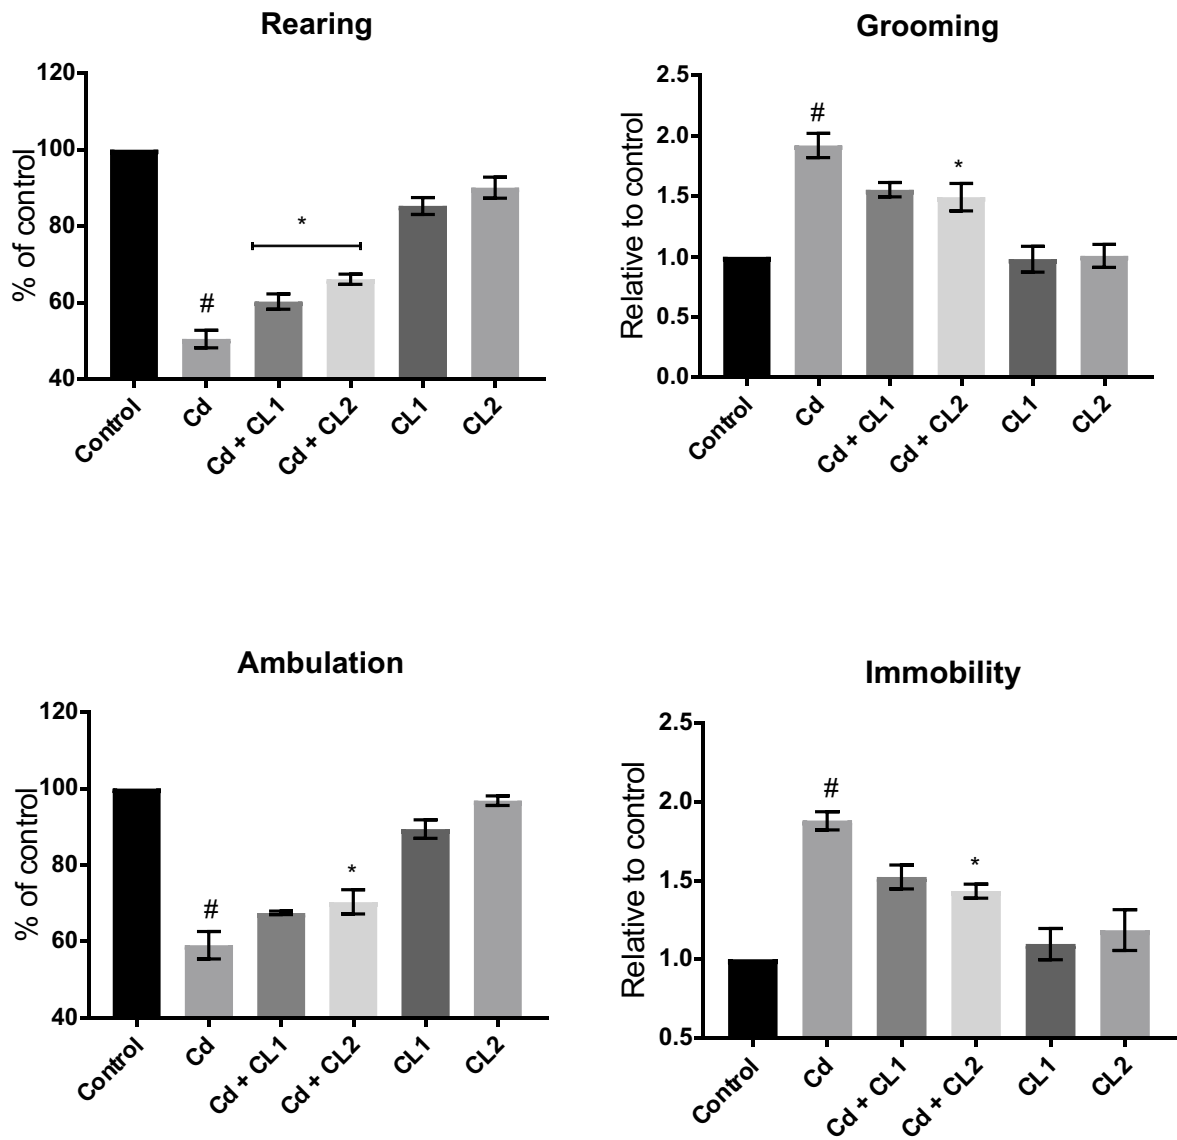 Rearing
% of control
120
100
80
60
40
#
*
Control
Cd
Cd + CL1
Cd + CL2
CL1
CL2
Grooming
Relative to control
2.5
2.0
1.5
1.0
0.5
0.0
#
*
Control
Cd
Cd + CL1
Cd + CL2
CL1
CL2
Ambulation
% of control
120
100
80
60
40
#
*
Control
Cd
Cd + CL1
Cd + CL2
CL1
CL2
Immobility
Relative to control
2.5
2.0
1.5
1.0
0.5
#
*
Control
Cd
Cd + CL1
Cd + CL2
CL1
CL2